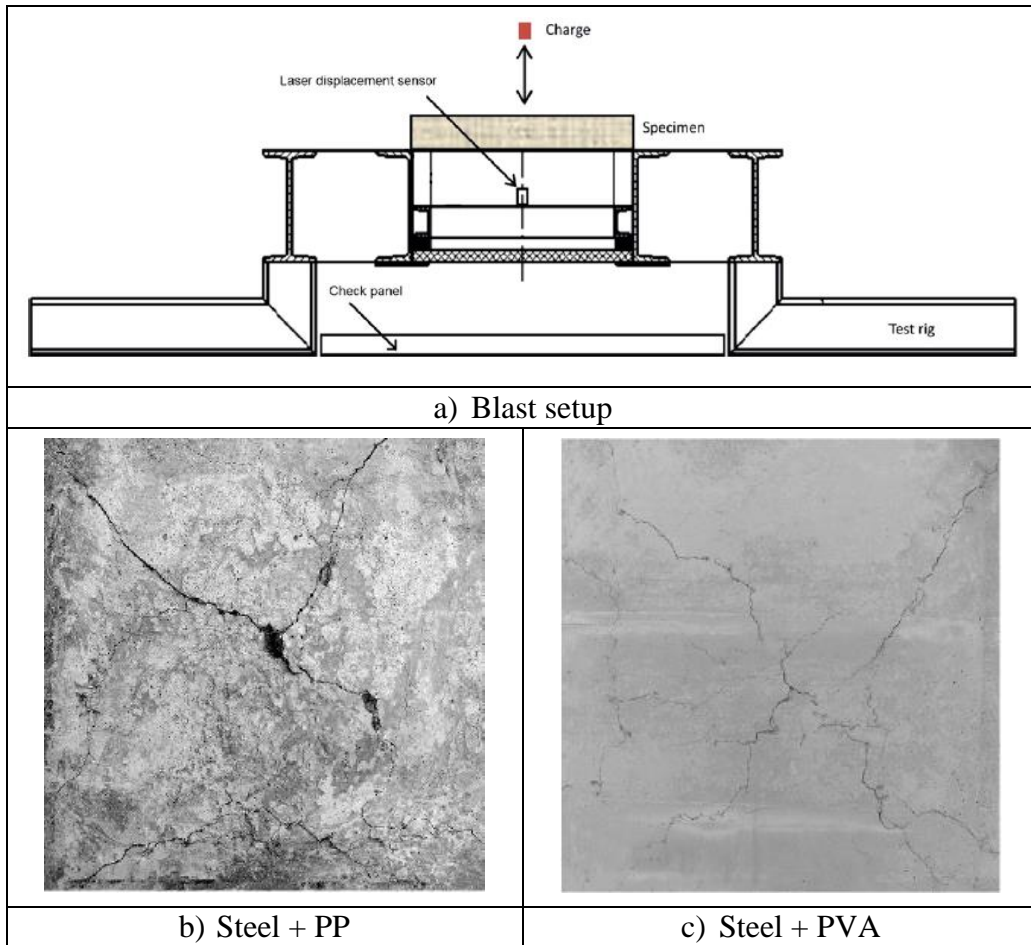 Charge
Laser displacement sensor
Specimen
Check panel
Test rig
a) Blast setup
b) Steel + PP
c) Steel + PVA